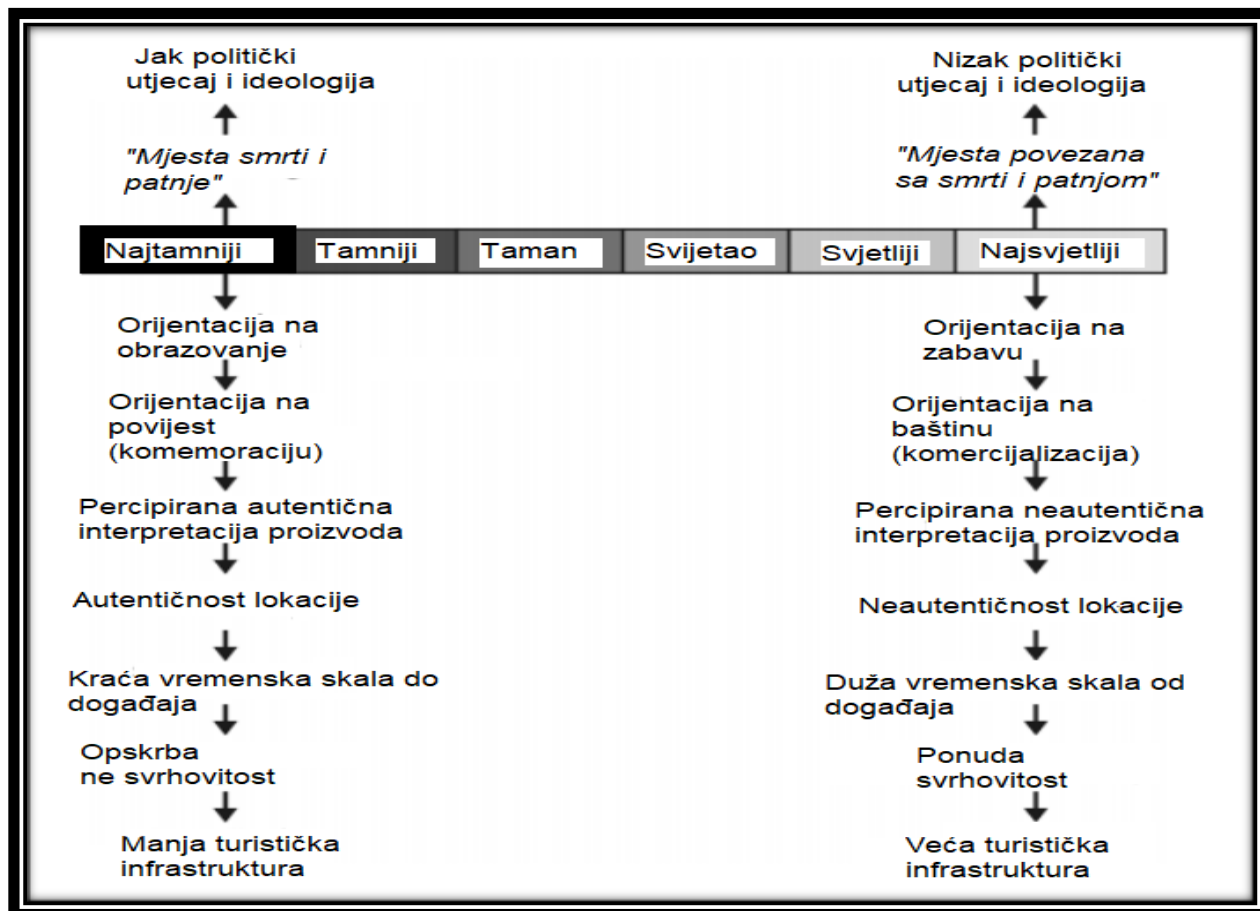 Jak politički
utjecaj i ideologija
"Mjesta smrti i
patnje"
Nizak politički
utjecaj i ideologija
"Mjesta povezana
sa smrti i patnjom"
Najtamniji
Tamniji
Taman
Svijetao
Svjetliji
Najsvjetliji
Orijentacija na
obrazovanje
Orijentacija na
povijest
(komemoraciju)
Percipirana autentična
interpretacija proizvoda
Autentičnost lokacije
Kraća vremenska skala do
događaja
Opskrba
ne svrhovitost
Manja turistička
infrastruktura
Orijentacija na
zabavu
Orijentacija na
baštinu
(komercijalizacija)
Percipirana neautentična
interpretacija proizvoda
Neautentičnost lokacije
Duža vremenska skala od
događaja
Ponuda
svrhovitost
Veća turistička
infrastruktura